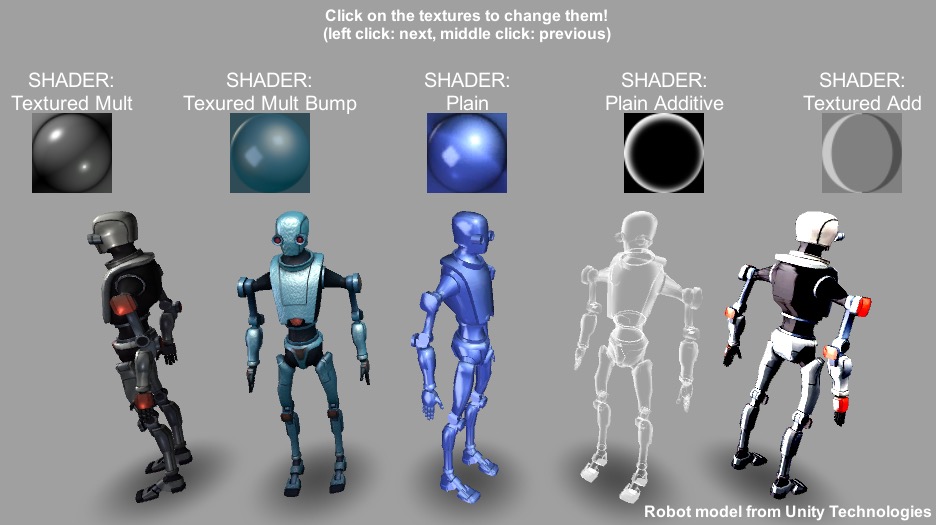 Click on the textures to change them!
(left click: next, middle click: previous)
SHADER:
Textured Mult
SHADER:
Texured Mult Bump
SHADER:
Plain
SHADER:
Plain Additive
SHADER:
Textured Add
Robot model from Unity Technologies